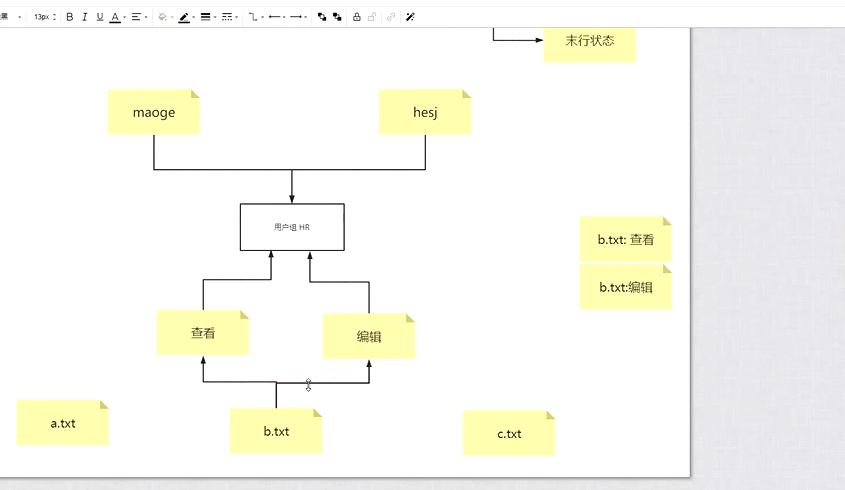 13px
B I U A
末行状态
maoge
hesj
用户组 HR
b.txt: 查看
b.txt:编辑
查看
编辑
a.txt
b.txt
c.txt